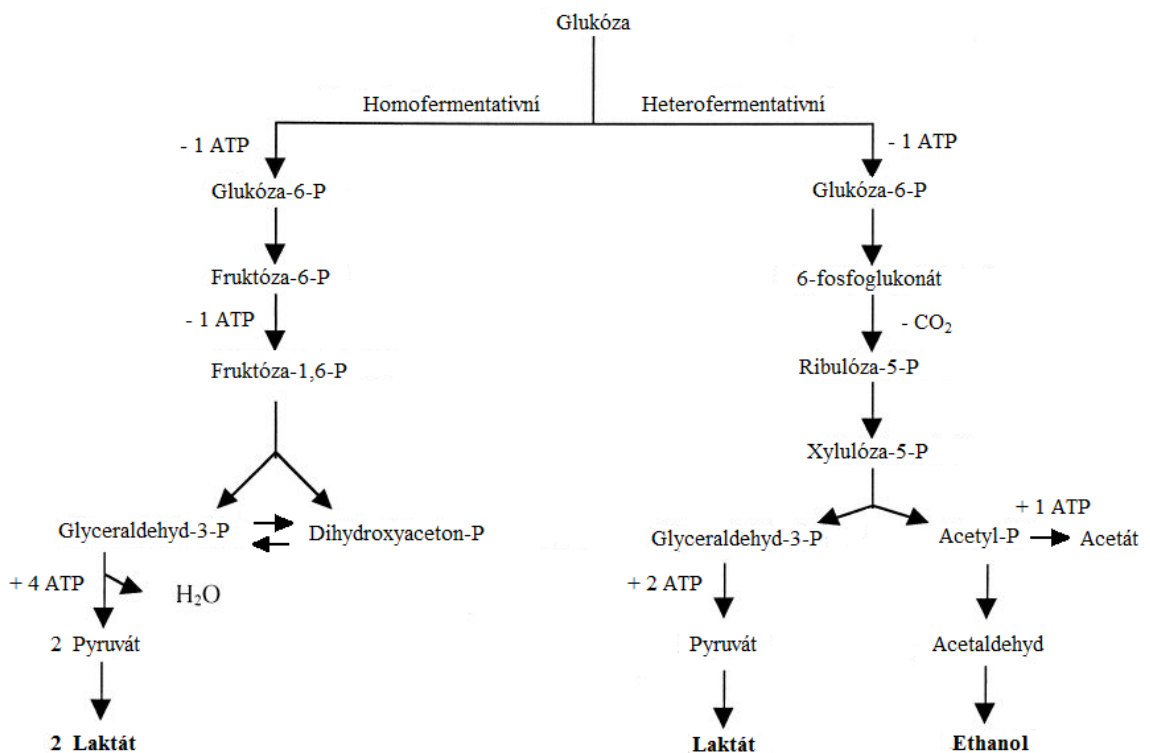 Glukóza
Homofermentativní
Heterofermentativní
- 1 ATP
- 1 ATP
Glukóza-6-P
Glukóza-6-P
Fruktóza-6-P
6-fosfoglukonát
- 1 ATP
- CO₂
Fruktóza-1,6-P
Ribulóza-5-P
Xylulóza-5-P
+ 1 ATP
Glyceraldehyd-3-P
Dihydroxyaceton-P
Glyceraldehyd-3-P
Acetyl-P
Acetát
+ 4 ATP
H₂O
+ 2 ATP
2 Pyruvát
Pyruvát
Acetaldehyd
2 Laktát
Laktát
Ethanol